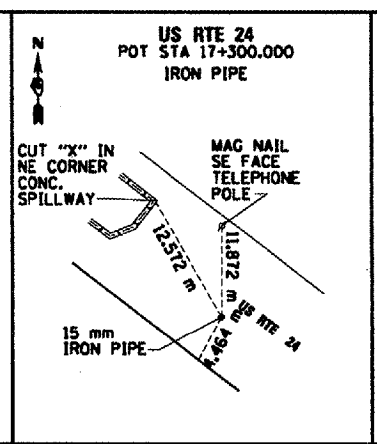 US RTE 24
POT STA 17+300.000
IRON PIPE
N
CUT "X" IN
NE CORNER
CONC.
SPILLWAY
MAG NAIL
SE FACE
TELEPHONE
POLE
12.572 m
11.872 m
US RTE 24
15 mm
IRON PIPE
4.464 m